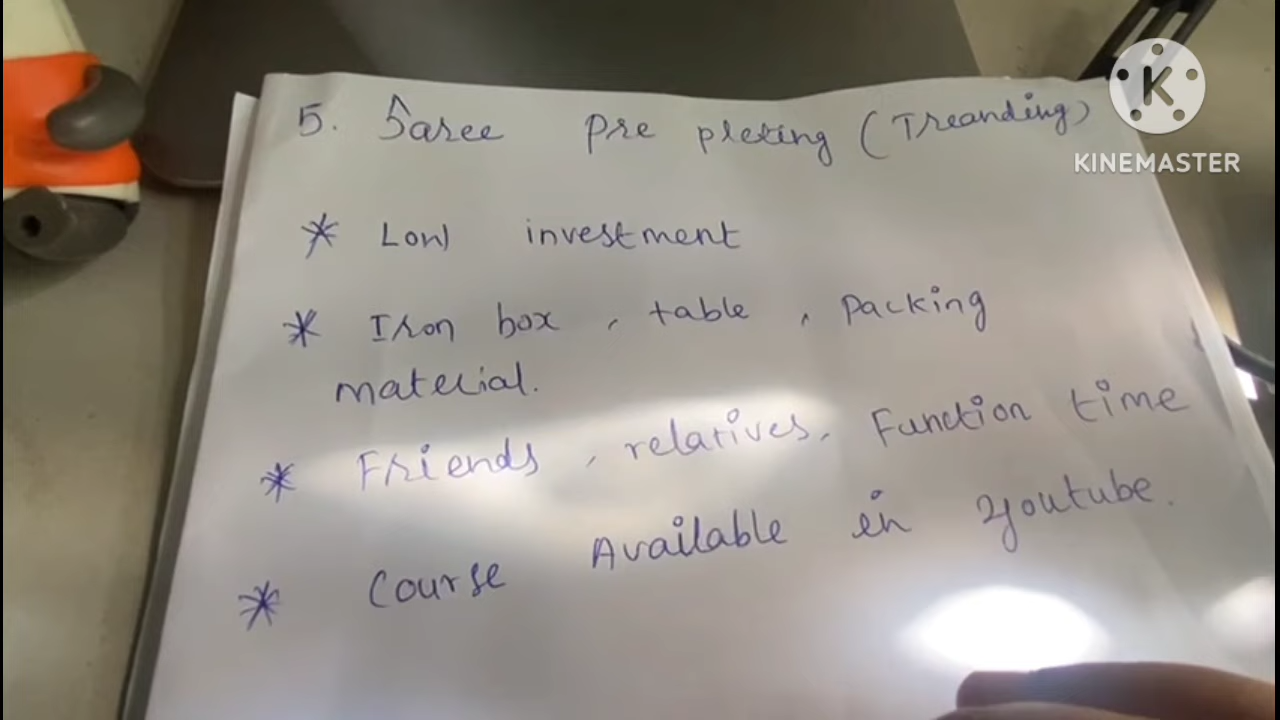 5. Saree Pre pleting (Treanding)
KINEMASTER
* Low investment
* Iron box, table, Packing
material.
* Friends, relatives, Function time
* Course Available in Youtube.